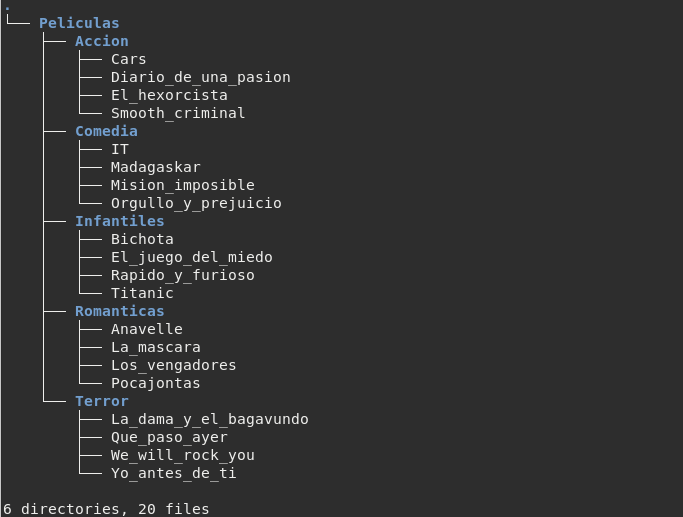 .
└── Peliculas
    ├── Accion
    │   ├── Cars
    │   ├── Diario_de_una_pasion
    │   ├── El_hexorcista
    │   └── Smooth_criminal
    ├── Comedia
    │   ├── IT
    │   ├── Madagaskar
    │   ├── Mision_imposible
    │   └── Orgullo_y_prejuicio
    ├── Infantiles
    │   ├── Bichota
    │   ├── El_juego_del_miedo
    │   ├── Rapido_y_furioso
    │   └── Titanic
    ├── Romanticas
    │   ├── Anavelle
    │   ├── La_mascara
    │   ├── Los_vengadores
    │   └── Pocajontas
    └── Terror
        ├── La_dama_y_el_bagavundo
        ├── Que_paso_ayer
        ├── We_will_rock_you
        └── Yo_antes_de_ti

6 directories, 20 files